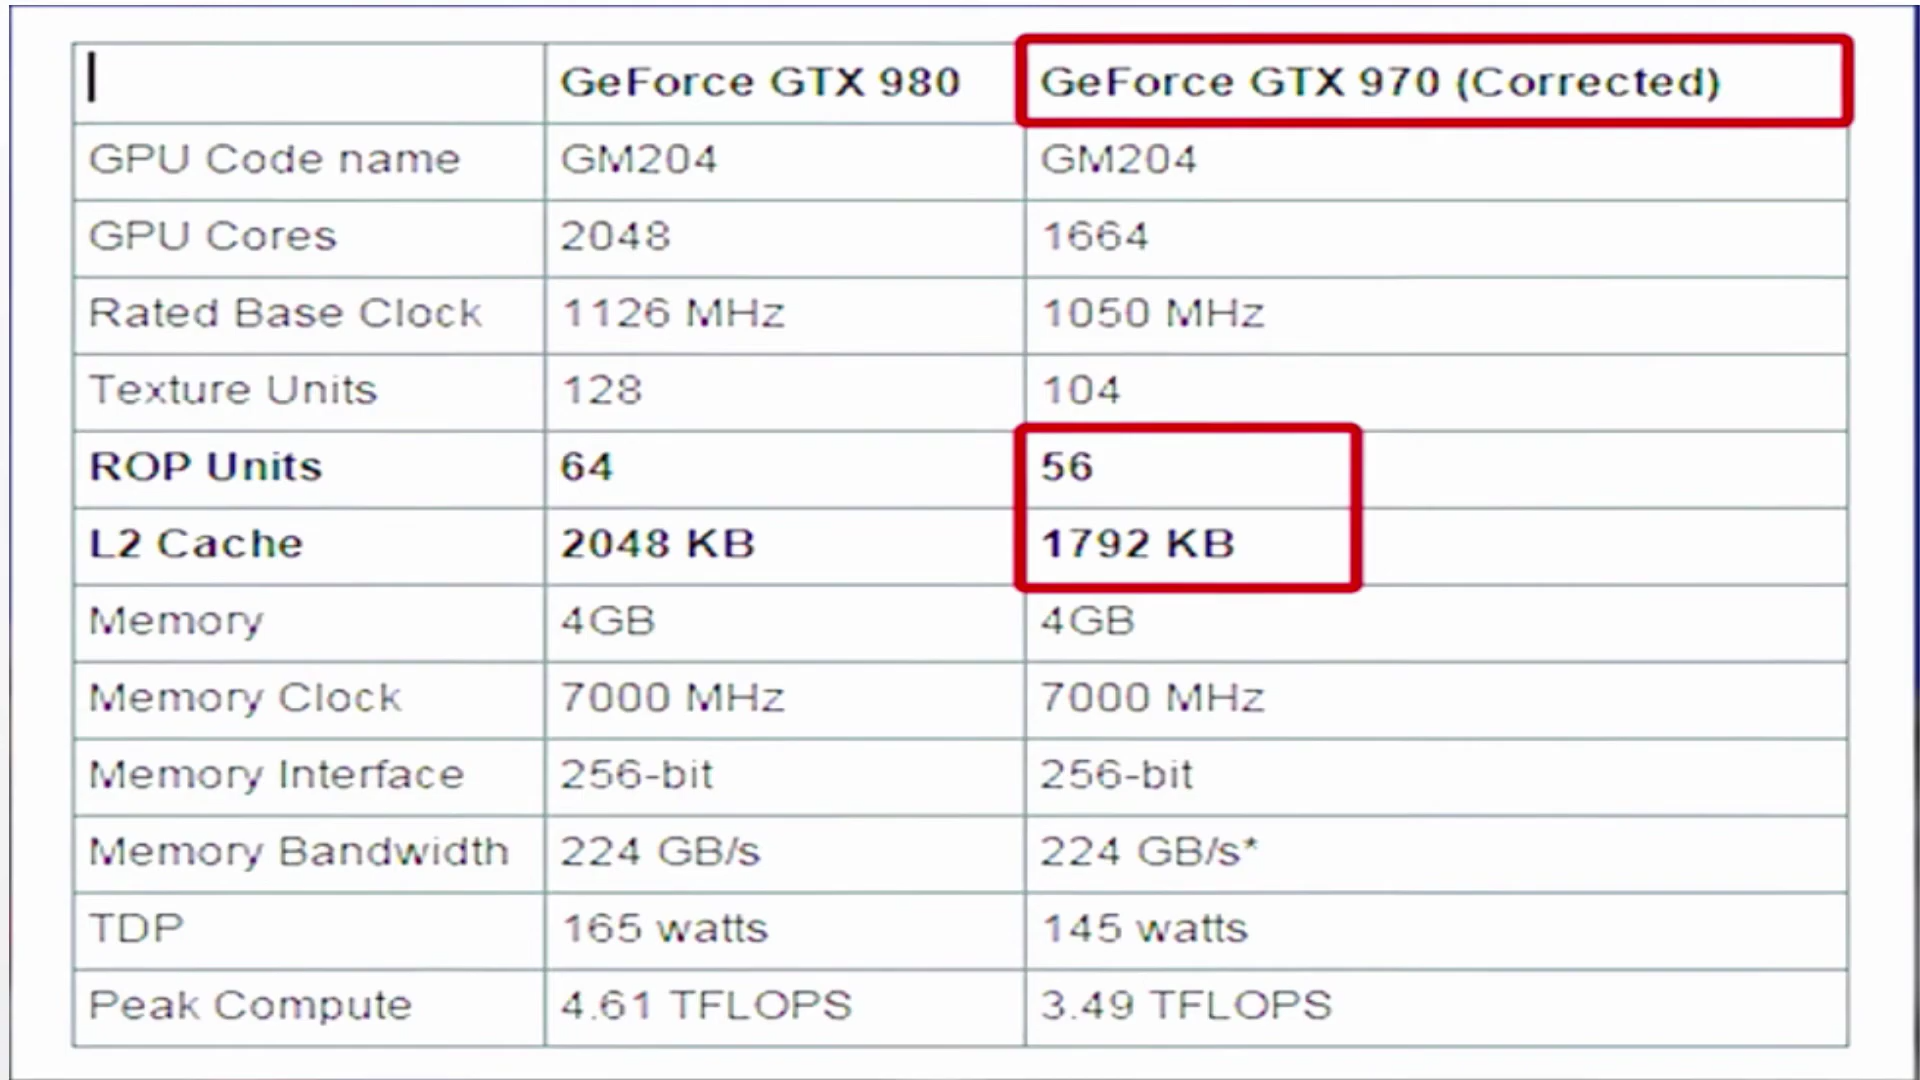 GeForce GTX 980 GeForce GTX 970 (Corrected)
GPU Code name GM204 GM204
GPU Cores 2048 1664
Rated Base Clock 1126 MHz 1050 MHz
Texture Units 128 104
ROP Units 64 56
L2 Cache 2048 KB 1792 KB
Memory 4GB 4GB
Memory Clock 7000 MHz 7000 MHz
Memory Interface 256-bit 256-bit
Memory Bandwidth 224 GB/s 224 GB/s*
TDP 165 watts 145 watts
Peak Compute 4.61 TFLOPS 3.49 TFLOPS